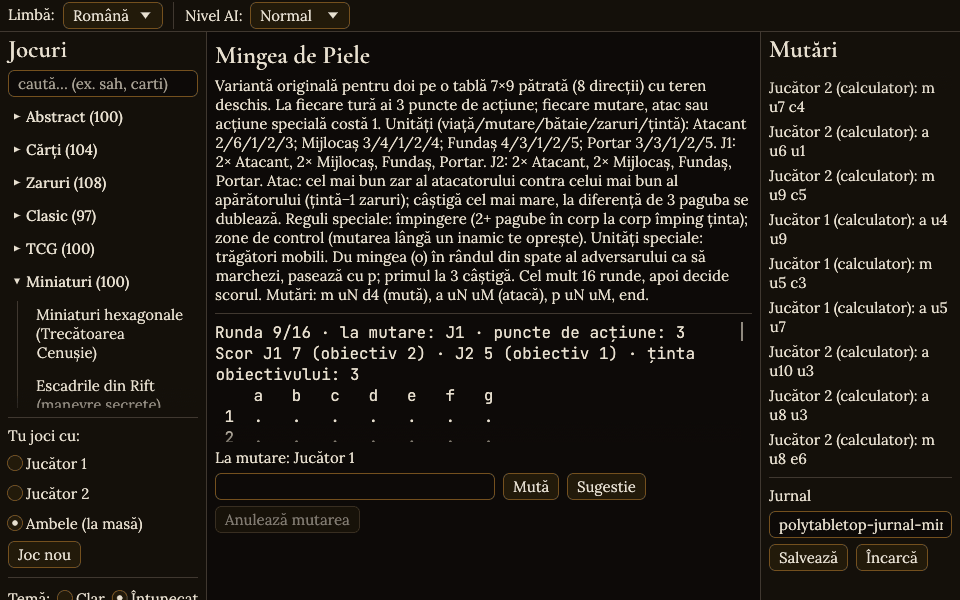 Limbă: Română ▼ Nivel AI: Normal ▼
Jocuri
caută... (ex. sah, carti)
▸ Abstract (100)
▸ Cărți (104)
▸ Zaruri (108)
▸ Clasic (97)
▸ TCG (100)
▾ Miniaturi (100)
Miniaturi hexagonale
(Trecătoarea
Cenușie)
Escadrile din Rift
(manevre secrete)
Tu joci cu:
Jucător 1
Jucător 2
Ambele (la masă)
Joc nou
Temă: Clar Întunecat
Mingea de Piele
Variantă originală pentru doi pe o tablă 7×9 pătrată (8 direcții) cu teren
deschis. La fiecare tură ai 3 puncte de acțiune; fiecare mutare, atac sau
acțiune specială costă 1. Unități (viață/mutare/bătaie/zaruri/țintă): Atacant
2/6/1/2/3; Mijlocaș 3/4/1/2/4; Fundaș 4/3/1/2/5; Portar 3/3/1/2/5. J1:
2× Atacant, 2× Mijlocaș, Fundaș, Portar. J2: 2× Atacant, 2× Mijlocaș, Fundaș,
Portar. Atac: cel mai bun zar al atacatorului contra celui mai bun al
apărătorului (țintă−1 zaruri); câștigă cel mai mare, la diferență de 3 paguba se
dublează. Reguli speciale: împingere (2+ pagube în corp la corp împing ținta);
zone de control (mutarea lângă un inamic te oprește). Unități speciale:
trăgători mobili. Du mingea (o) în rândul din spate al adversarului ca să
marchezi, pasează cu p; primul la 3 câștigă. Cel mult 16 runde, apoi decide
scorul. Mutări: m uN d4 (mută), a uN uM (atacă), p uN uM, end.
Runda 9/16 · la mutare: J1 · puncte de acțiune: 3
Scor J1 7 (obiectiv 2) · J2 5 (obiectiv 1) · ținta
obiectivului: 3
a b c d e f g
1 . . . . . . .
2 . . . . . . .
La mutare: Jucător 1
Mută Sugestie
Anulează mutarea
Mutări
Jucător 2 (calculator): m
u7 c4
Jucător 2 (calculator): a
u6 u1
Jucător 2 (calculator): m
u9 c5
Jucător 1 (calculator): a u4
u9
Jucător 1 (calculator): m
u5 c3
Jucător 1 (calculator): a u5
u7
Jucător 2 (calculator): a
u10 u3
Jucător 2 (calculator): a
u8 u3
Jucător 2 (calculator): m
u8 e6
Jurnal
polytabletop-jurnal-mir
Salvează Încarcă